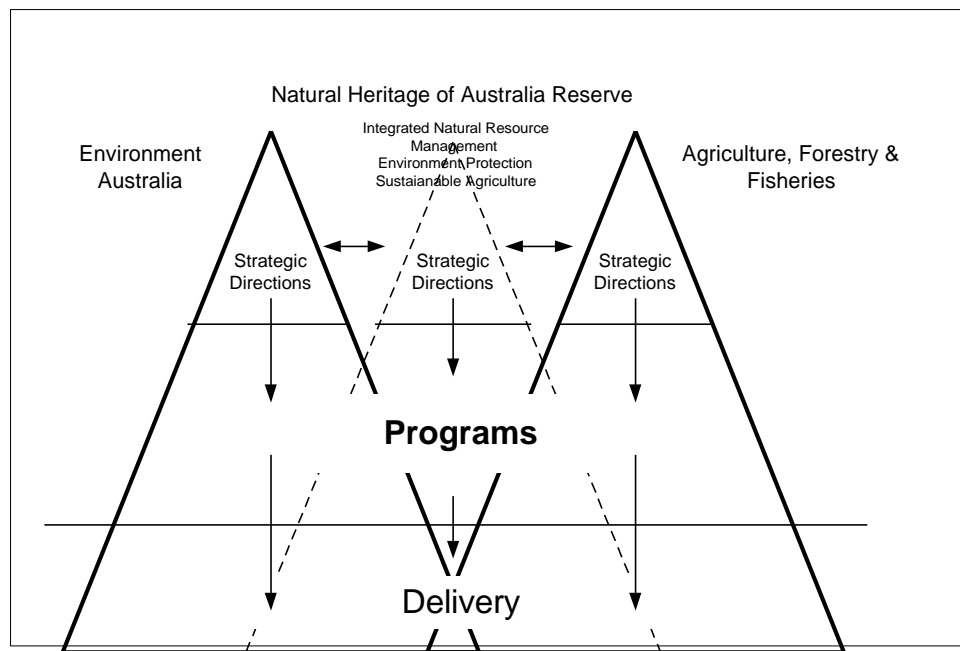 Natural Heritage of Australia Reserve
Integrated Natural Resource
Management
Environment Protection
Sustaianable Agriculture
Environment
Australia
Agriculture, Forestry &
Fisheries
Strategic
Directions
Strategic
Directions
Strategic
Directions
Programs
Delivery